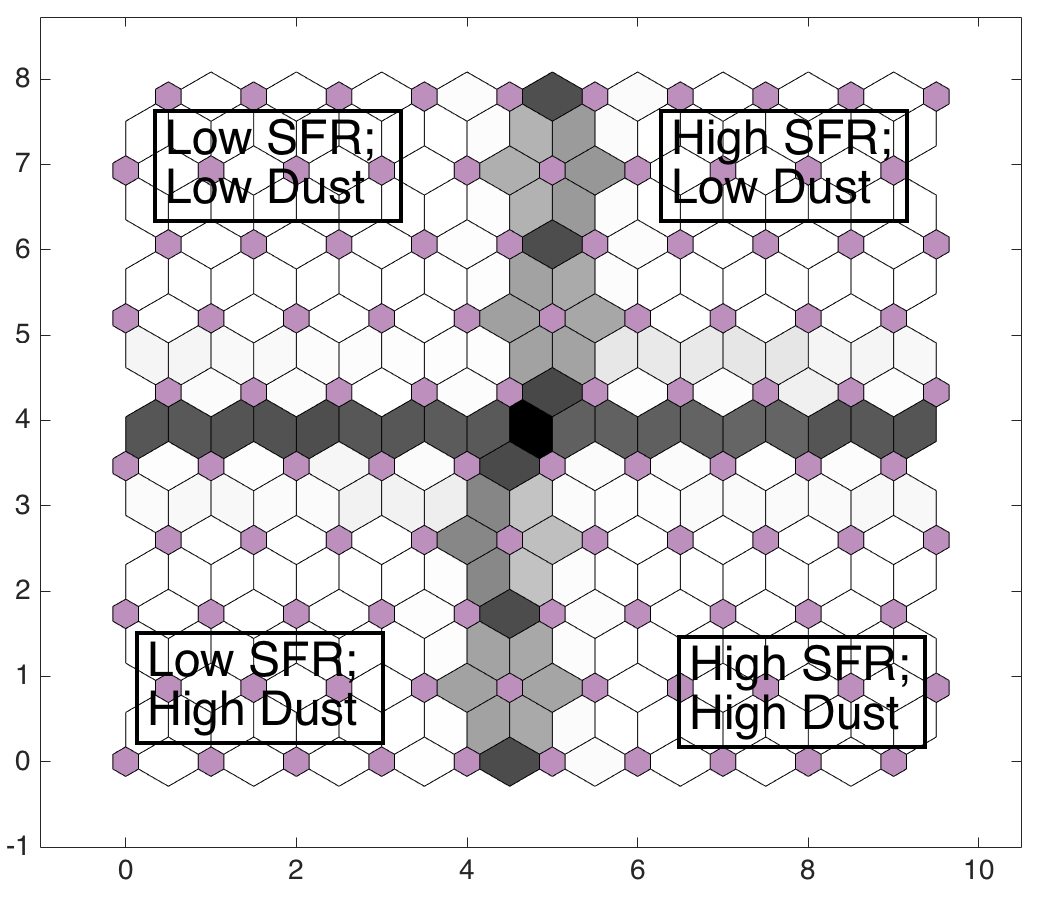 8
Low SFR;
Low Dust
High SFR;
Low Dust
7
6
5
4
3
2
1
Low SFR;
High Dust
High SFR;
High Dust
0
-1
0 2 4 6 8 10